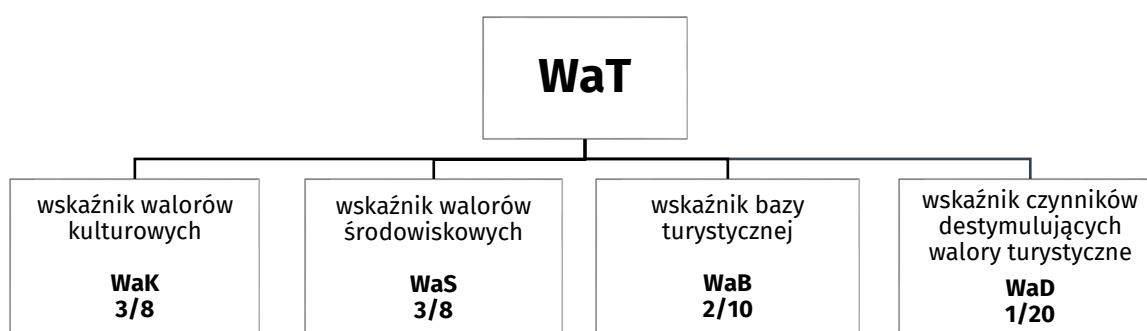 WaT
wskaźnik walorów
kulturowych
WaK
3/8
wskaźnik walorów
środowiskowych
WaS
3/8
wskaźnik bazy
turystycznej
WaB
2/10
wskaźnik czynników
destymulujących
walory turystyczne
WaD
1/20